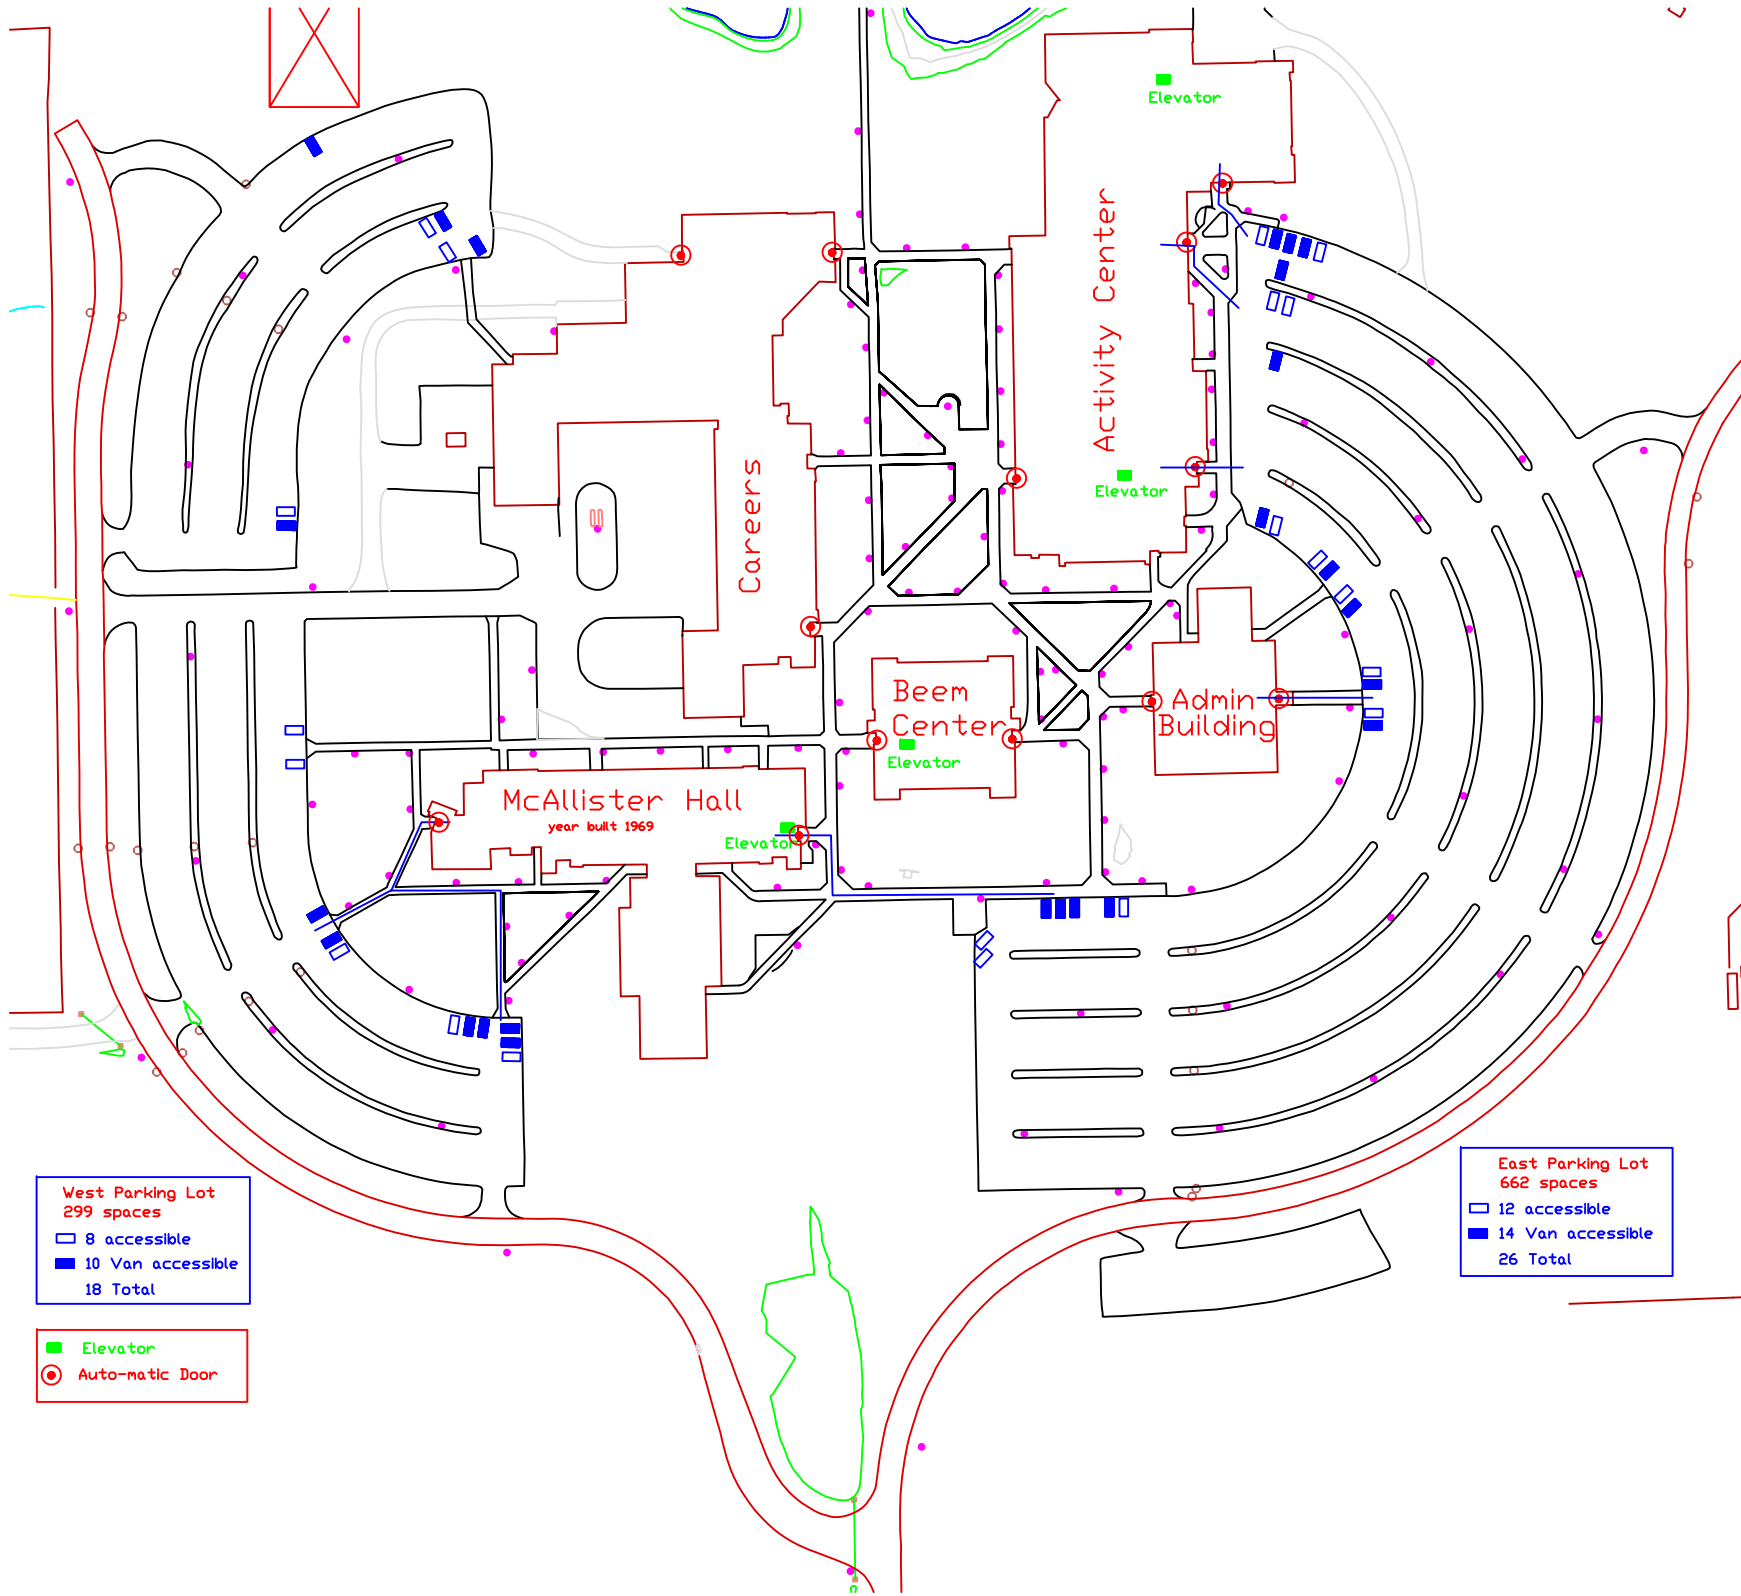 Elevator
Activity Center
Elevator
Careers
Beem
Center
Elevator
Admin
Building
McAllister Hall
year built 1969
Elevator
West Parking Lot
299 spaces
8 accessible
10 Van accessible
18 Total
East Parking Lot
662 spaces
12 accessible
14 Van accessible
26 Total
Elevator
Auto-matic Door